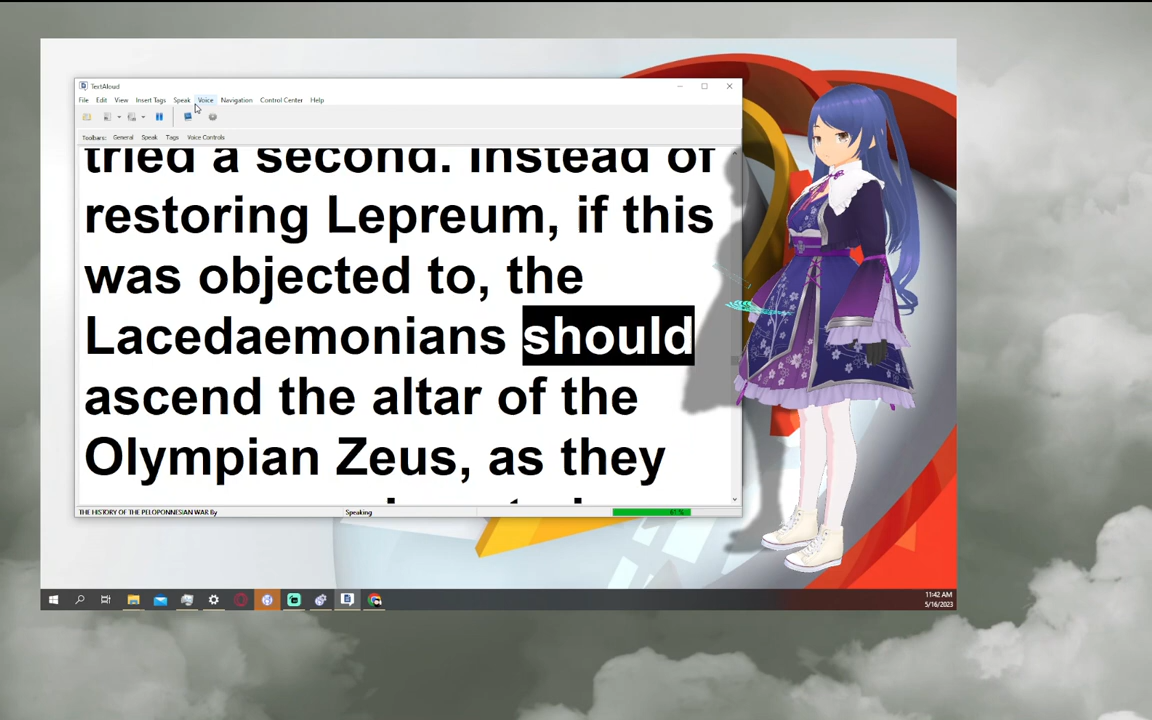 TextAloud
File Edit View Insert Tags Speak Voice Navigation Control Center Help
Toolbars: General Speak Tags Voice Controls
tried a second. Instead of
restoring Lepreum, if this
was objected to, the
Lacedaemonians should
ascend the altar of the
Olympian Zeus, as they
THE HISTORY OF THE PELOPONNESIAN WAR By Speaking 61 %
11:42 AM
5/16/2023